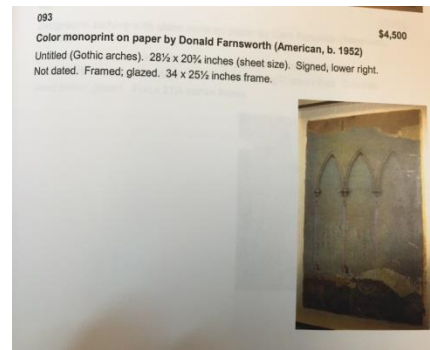 093
$4,500
Color monoprint on paper by Donald Farnsworth (American, b. 1952)
Untitled (Gothic arches). 28½ x 20¾ inches (sheet size). Signed, lower right.
Not dated. Framed; glazed. 34 x 25½ inches frame.